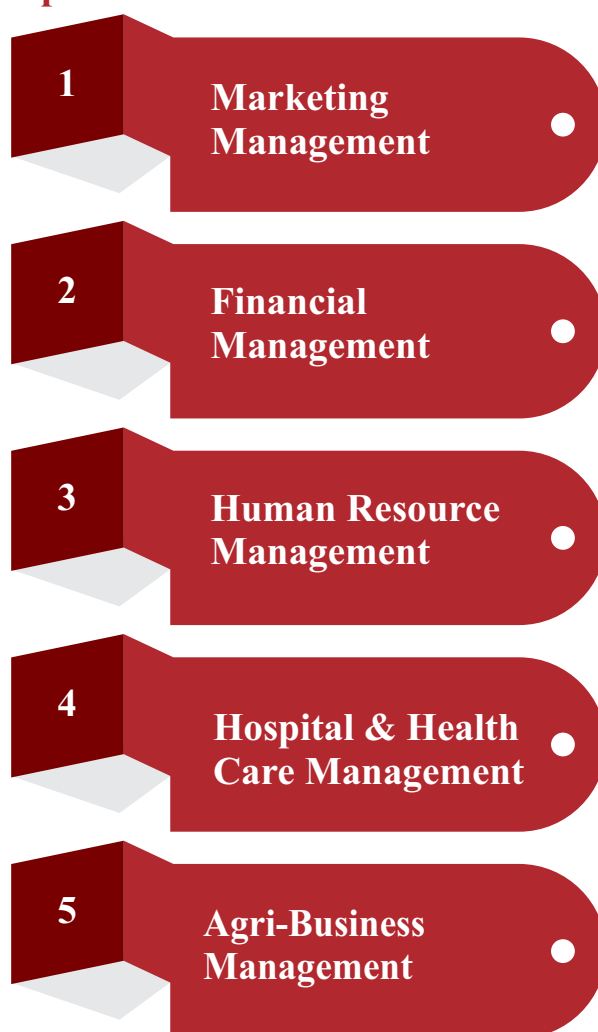 1
Marketing
Management
2
Financial
Management
3
Human Resource
Management
4
Hospital & Health
Care Management
5
Agri-Business
Management